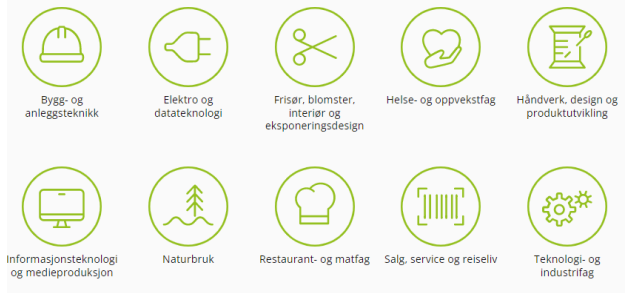 Bygg- og
anleggsteknikk
Elektro og
datateknologi
Frisør, blomster,
interiør og
eksponeringsdesign
Helse- og oppvekstfag
Håndverk, design og
produktutvikling
Informasjonsteknologi
og medieproduksjon
Naturbruk
Restaurant- og matfag
Salg, service og reiseliv
Teknologi- og
industrifag